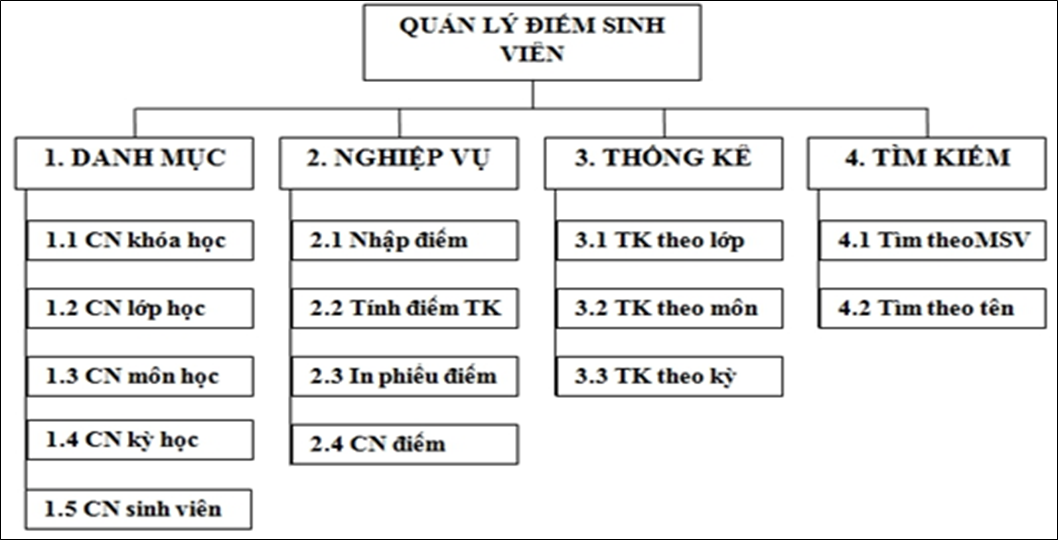 QUẢN LÝ ĐIỂM SINH
VIÊN
1. DANH MỤC
2. NGHIỆP VỤ
3. THỐNG KÊ
4. TÌM KIẾM
1.1 CN khóa học
1.2 CN lớp học
1.3 CN môn học
1.4 CN kỳ học
1.5 CN sinh viên
2.1 Nhập điểm
2.2 Tính điểm TK
2.3 In phiếu điểm
2.4 CN điểm
3.1 TK theo lớp
3.2 TK theo môn
3.3 TK theo kỳ
4.1 Tìm theoMSV
4.2 Tìm theo tên